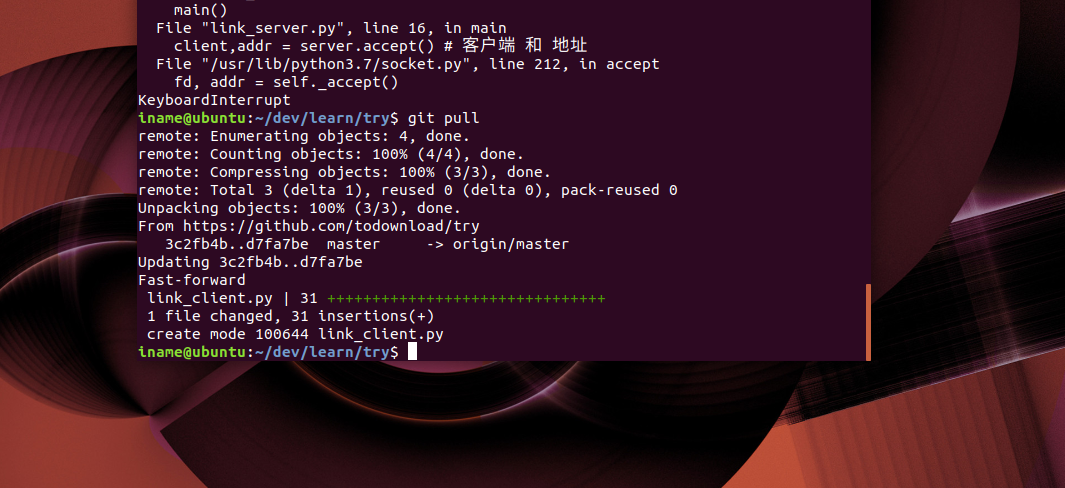 main()
File "link_server.py", line 16, in main
client,addr = server.accept() # 客户端 和 地址
File "/usr/lib/python3.7/socket.py", line 212, in accept
fd, addr = self._accept()
KeyboardInterrupt
iname@ubuntu:~/dev/learn/try$ git pull
remote: Enumerating objects: 4, done.
remote: Counting objects: 100% (4/4), done.
remote: Compressing objects: 100% (3/3), done.
remote: Total 3 (delta 1), reused 0 (delta 0), pack-reused 0
Unpacking objects: 100% (3/3), done.
From https://github.com/todownload/try
3c2fb4b..d7fa7be  master     -> origin/master
Updating 3c2fb4b..d7fa7be
Fast-forward
link_client.py | 31 +++++++++++++++++++++++++++++++
1 file changed, 31 insertions(+)
create mode 100644 link_client.py
iname@ubuntu:~/dev/learn/try$